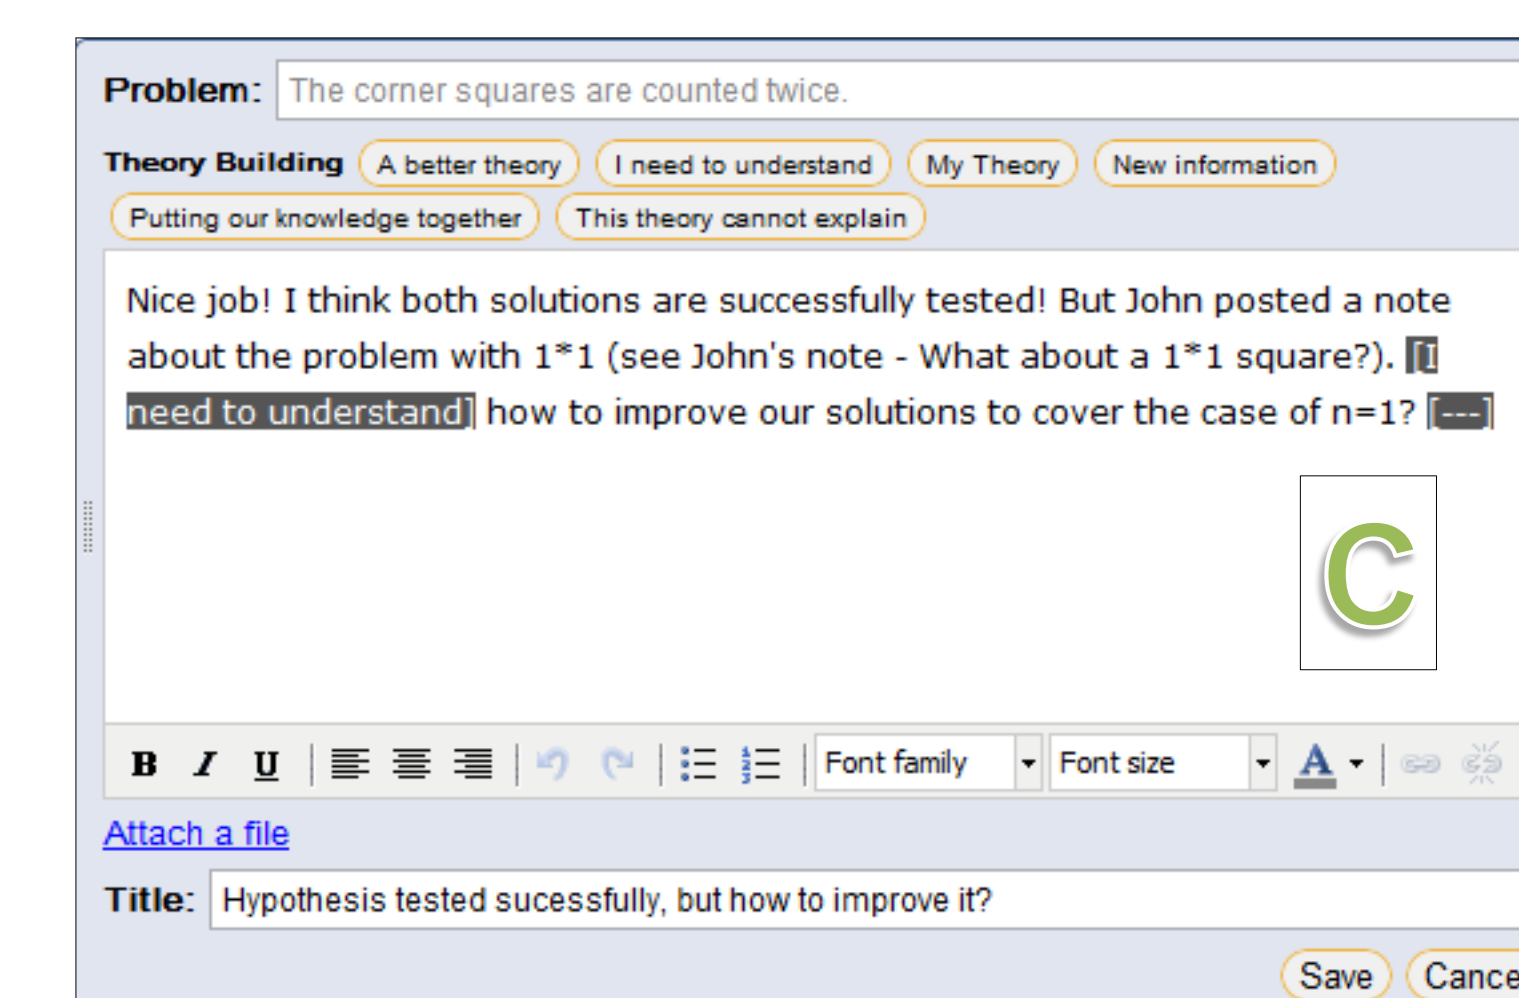 Problem: The corner squares are counted twice.
Theory Building A better theory I need to understand My Theory New information
Putting our knowledge together This theory cannot explain
Nice job! I think both solutions are successfully tested! But John posted a note
about the problem with 1*1 (see John's note - What about a 1*1 square?). [I
need to understand] how to improve our solutions to cover the case of n=1? [---]
C
B I U Font family Font size A
Attach a file
Title: Hypothesis tested sucessfully, but how to improve it?
Save Cance